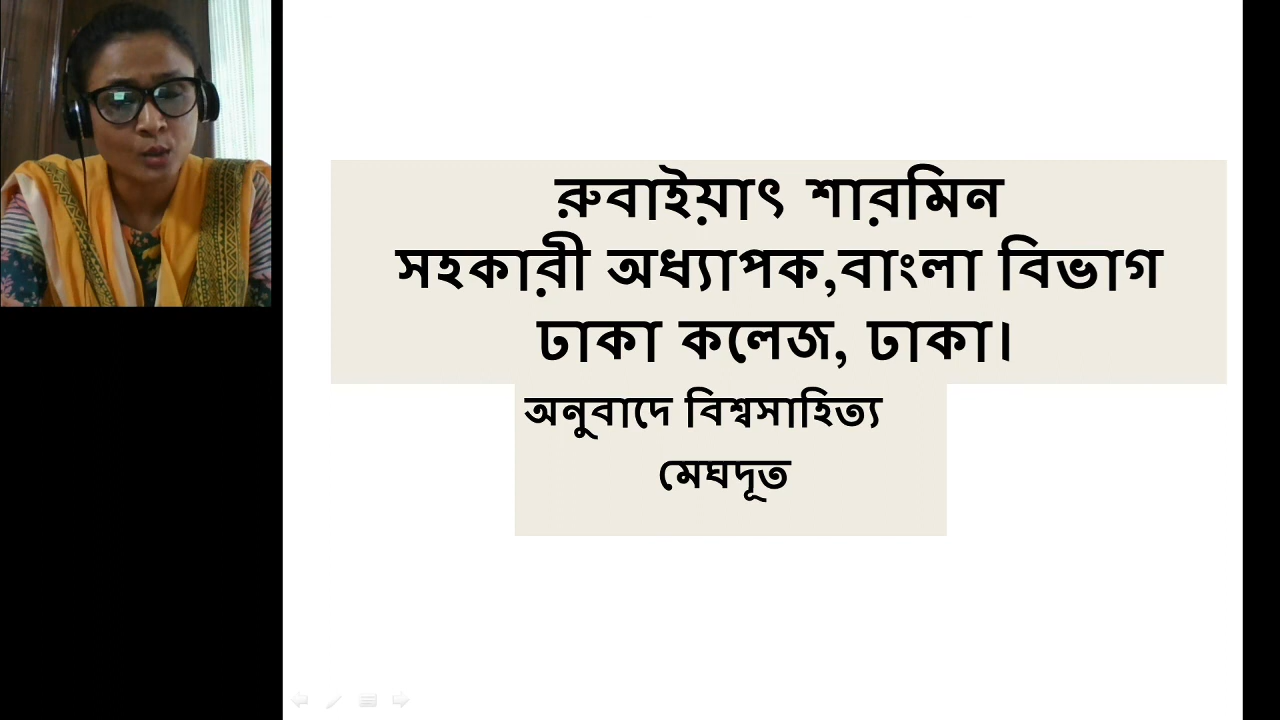 রুবাইয়াৎ শারমিন
সহকারী অধ্যাপক,বাংলা বিভাগ
ঢাকা কলেজ, ঢাকা।
অনুবাদে বিশ্বসাহিত্য
মেঘদূত